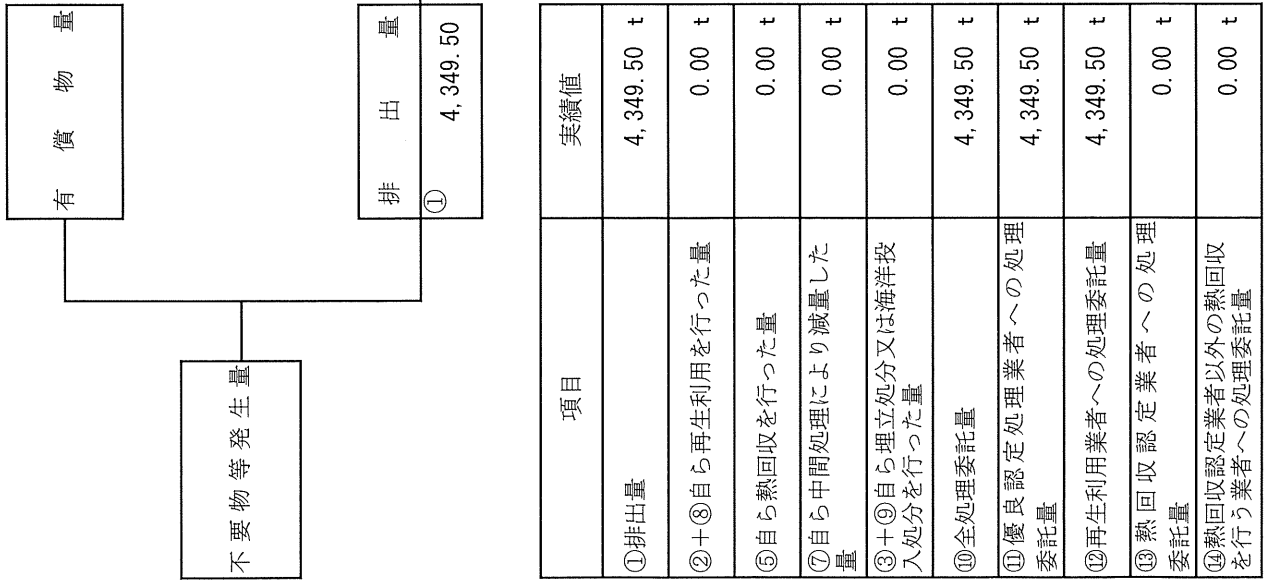 有償物量
不要物等発生量
排出量
①
4,349.50
項目
実績値
①排出量
4,349.50 t
②＋⑧自ら再生利用を行った量
0.00 t
⑤自ら熱回収を行った量
0.00 t
⑦自ら中間処理により減量した
量
0.00 t
③＋⑨自ら埋立処分又は海洋投
入処分を行った量
0.00 t
⑩全処理委託量
4,349.50 t
⑪優良認定処理業者への処理
委託量
4,349.50 t
⑫再生利用業者への処理委託量
4,349.50 t
⑬熱回収認定業者への処理
委託量
0.00 t
⑭熱回収認定業者以外の熱回収
を行う業者への処理委託量
0.00 t